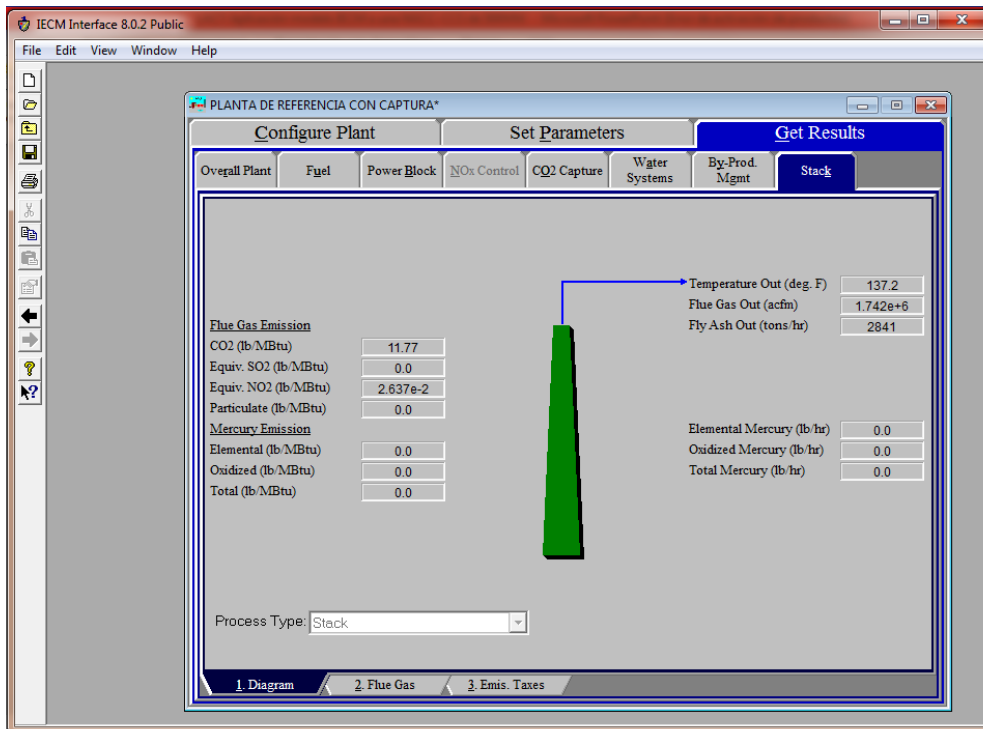 IECM Interface 8.0.2 Public
File Edit View Window Help
PLANTA DE REFERENCIA CON CAPTURA*
Configure Plant Set Parameters Get Results
Overall Plant Fuel Power Block NOx Control CO2 Capture Water Systems By-Prod. Mgmt Stack
Temperature Out (deg. F) 137.2
Flue Gas Out (acfm) 1.742e+6
Fly Ash Out (tons/hr) 2841
Flue Gas Emission
CO2 (lb/MBtu) 11.77
Equiv. SO2 (lb/MBtu) 0.0
Equiv. NO2 (lb/MBtu) 2.637e-2
Particulate (lb/MBtu) 0.0
Mercury Emission
Elemental (lb/MBtu) 0.0
Oxidized (lb/MBtu) 0.0
Total (lb/MBtu) 0.0
Elemental Mercury (lb/hr) 0.0
Oxidized Mercury (lb/hr) 0.0
Total Mercury (lb/hr) 0.0
Process Type: Stack
1. Diagram 2. Flue Gas 3. Emis. Taxes